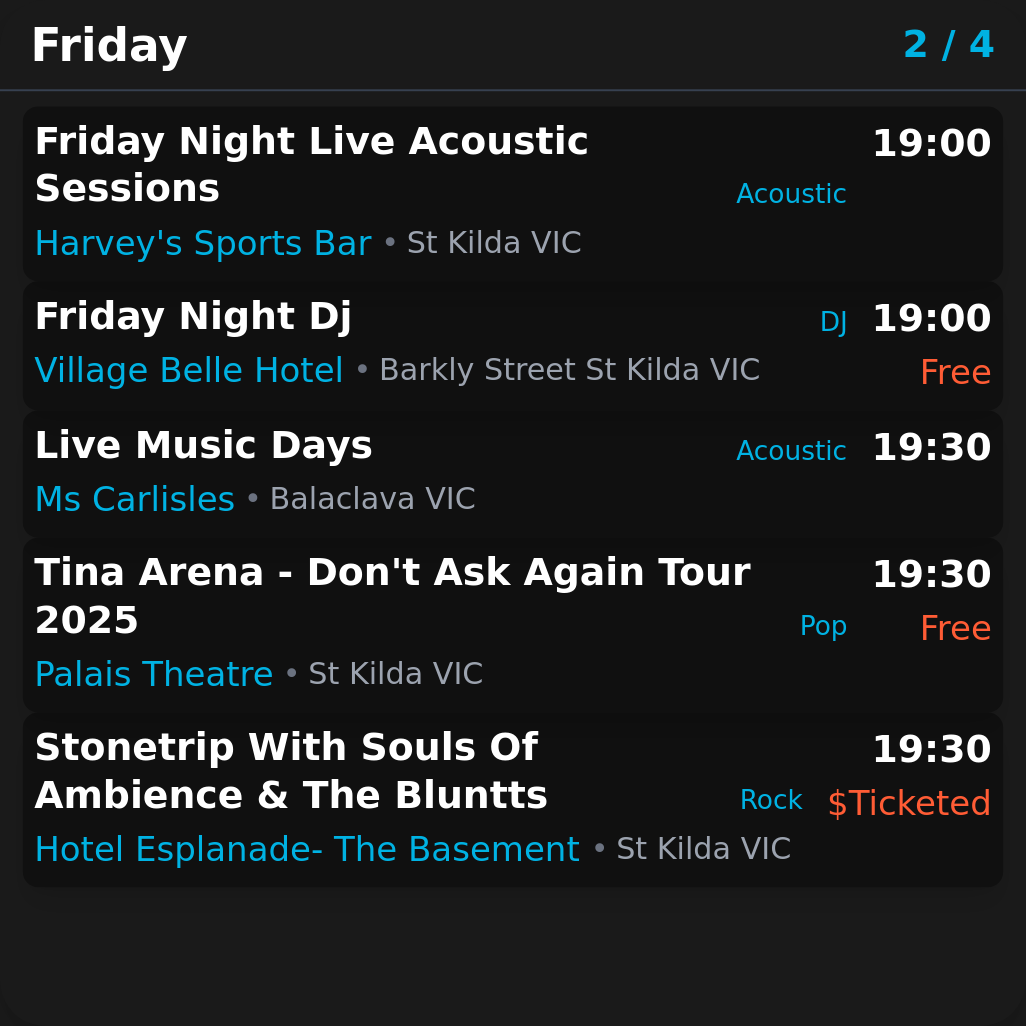 Friday
2 / 4
Friday Night Live Acoustic
Sessions
Acoustic
19:00
Harvey's Sports Bar • St Kilda VIC
Friday Night Dj
DJ
19:00
Village Belle Hotel • Barkly Street St Kilda VIC
Free
Live Music Days
Acoustic
19:30
Ms Carlisles • Balaclava VIC
Tina Arena - Don't Ask Again Tour
2025
Pop
19:30
Free
Palais Theatre • St Kilda VIC
Stonetrip With Souls Of
Ambience & The Bluntts
Rock
19:30
$Ticketed
Hotel Esplanade- The Basement • St Kilda VIC